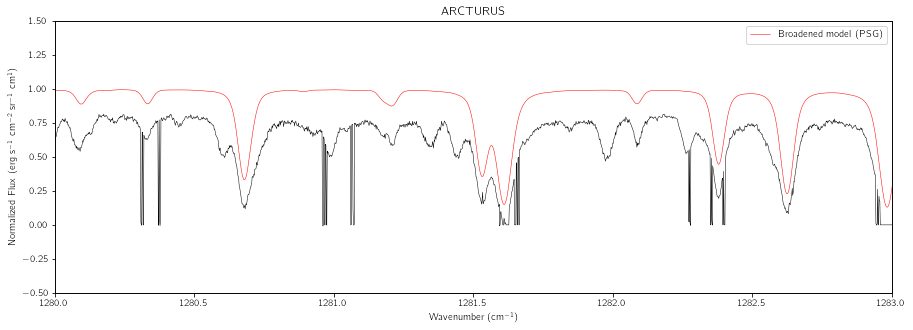 ARCTURUS
Broadened model (PSG)
1.50
1.25
1.00
0.75
0.50
0.25
0.00
−0.25
−0.50
Normalized Flux (erg s⁻¹ cm⁻² sr⁻¹ cm¹)
1280.0 1280.5 1281.0 1281.5 1282.0 1282.5 1283.0
Wavenumber (cm⁻¹)